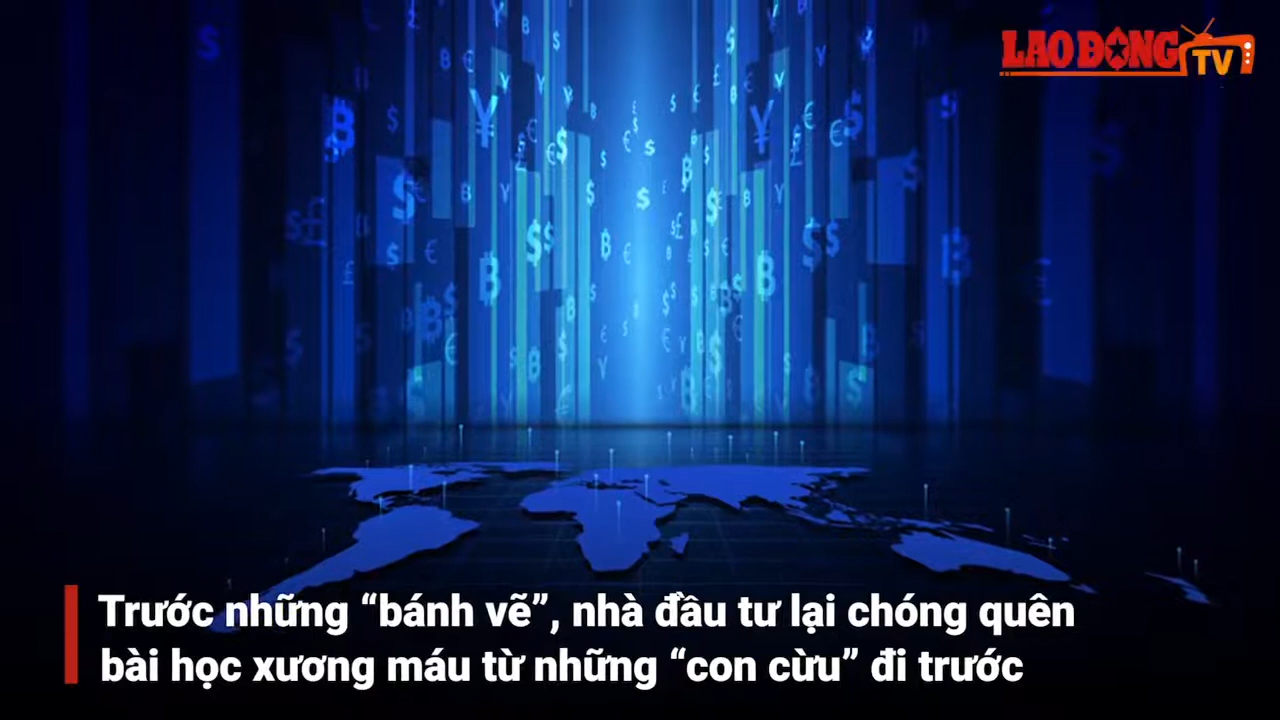 LAO ĐỘNG TV
Trước những “bánh vẽ”, nhà đầu tư lại chóng quên
bài học xương máu từ những “con cừu” đi trước